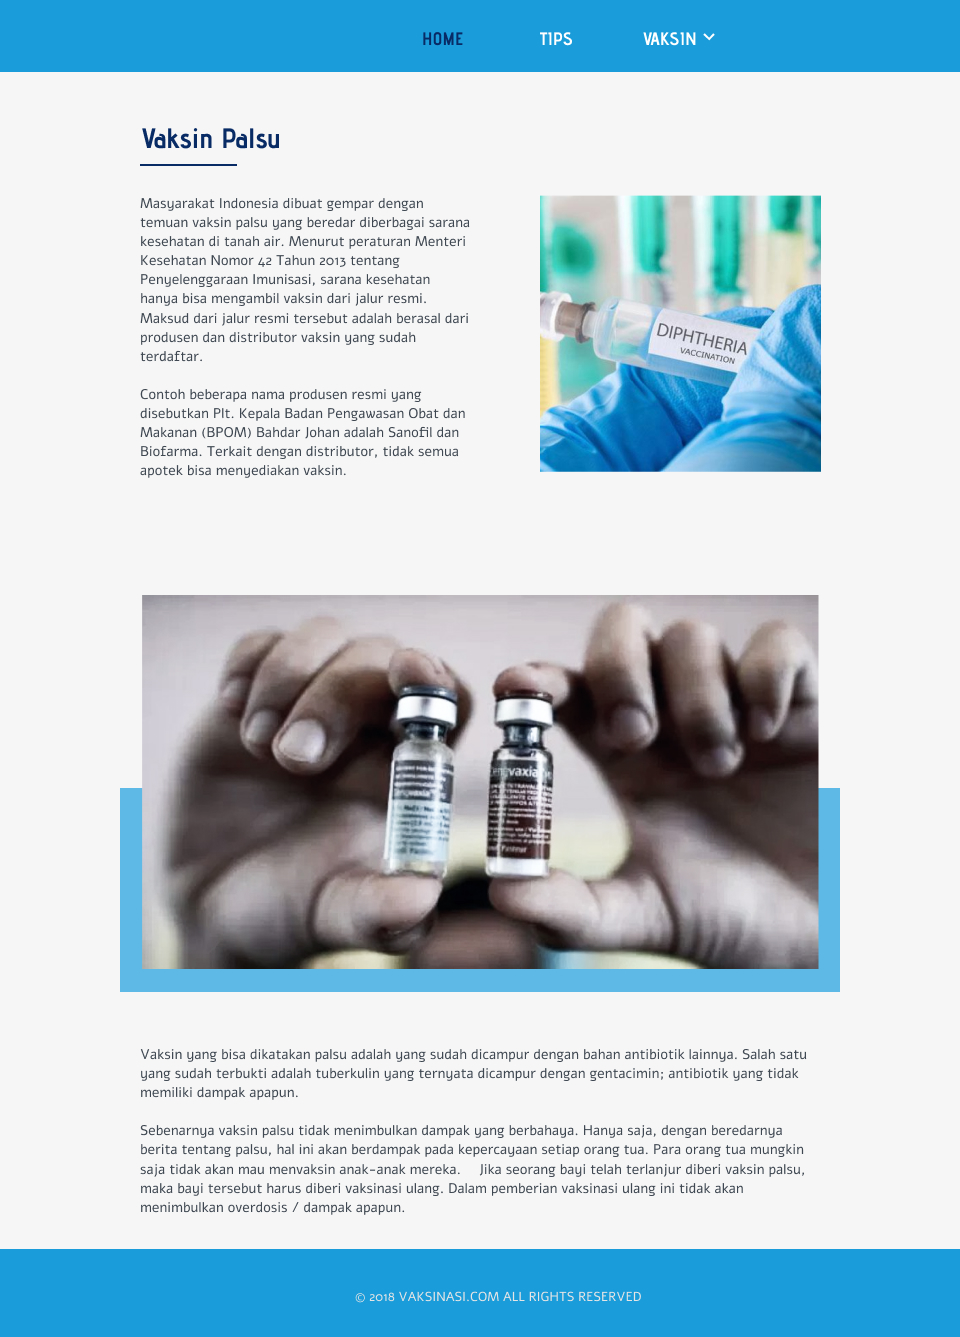 HOME TIPS VAKSIN
Vaksin Palsu
Masyarakat Indonesia dibuat gempar dengan
temuan vaksin palsu yang beredar diberbagai sarana
kesehatan di tanah air. Menurut peraturan Menteri
Kesehatan Nomor 42 Tahun 2013 tentang
Penyelenggaraan Imunisasi, sarana kesehatan
hanya bisa mengambil vaksin dari jalur resmi.
Maksud dari jalur resmi tersebut adalah berasal dari
produsen dan distributor vaksin yang sudah
terdaftar.
Contoh beberapa nama produsen resmi yang
disebutkan Plt. Kepala Badan Pengawasan Obat dan
Makanan (BPOM) Bahdar Johan adalah Sanofil dan
Biofarma. Terkait dengan distributor, tidak semua
apotek bisa menyediakan vaksin.
DIPHTHERIA
VACCINATION
Dengvaxia
Vaksin yang bisa dikatakan palsu adalah yang sudah dicampur dengan bahan antibiotik lainnya. Salah satu
yang sudah terbukti adalah tuberkulin yang ternyata dicampur dengan gentacimin; antibiotik yang tidak
memiliki dampak apapun.
Sebenarnya vaksin palsu tidak menimbulkan dampak yang berbahaya. Hanya saja, dengan beredarnya
berita tentang palsu, hal ini akan berdampak pada kepercayaan setiap orang tua. Para orang tua mungkin
saja tidak akan mau menvaksin anak-anak mereka. Jika seorang bayi telah terlanjur diberi vaksin palsu,
maka bayi tersebut harus diberi vaksinasi ulang. Dalam pemberian vaksinasi ulang ini tidak akan
menimbulkan overdosis / dampak apapun.
© 2018 VAKSINASI.COM ALL RIGHTS RESERVED